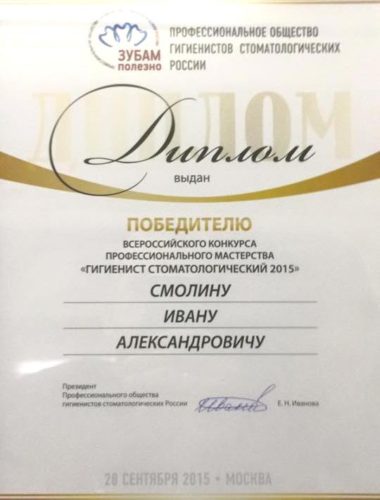 ЗУБАМ
полезно
ПРОФЕССИОНАЛЬНОЕ ОБЩЕСТВО
ГИГИЕНИСТОВ СТОМАТОЛОГИЧЕСКИХ
РОССИИ
ДИПЛОМ
Диплом
выдан
ПОБЕДИТЕЛЮ
ВСЕРОССИЙСКОГО КОНКУРСА
ПРОФЕССИОНАЛЬНОГО МАСТЕРСТВА
«ГИГИЕНИСТ СТОМАТОЛОГИЧЕСКИЙ 2015»
СМОЛИНУ
ИВАНУ
АЛЕКСАНДРОВИЧУ
Президент
Профессионального общества
гигиенистов стоматологических России
Е. Н. Иванова
28 СЕНТЯБРЯ 2015 • МОСКВА